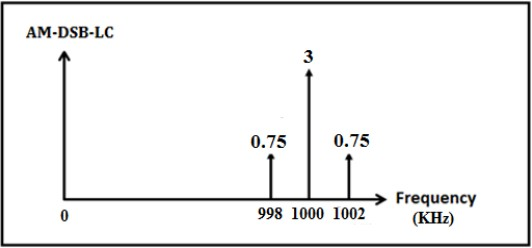 AM-DSB-LC
3
0.75 0.75
0 998 1000 1002
Frequency
(KHz)